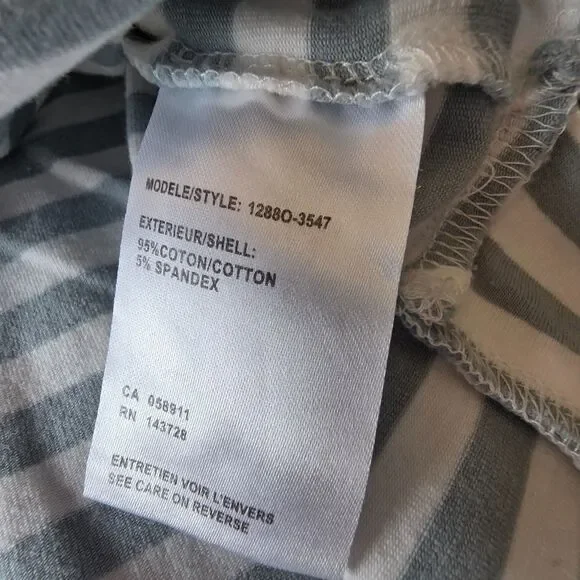 MODELE/STYLE: 1288O-3547
EXTERIEUR/SHELL:
95%COTON/COTTON
5% SPANDEX
CA 058911
RN 143728
ENTRETIEN VOIR L'ENVERS
SEE CARE ON REVERSE